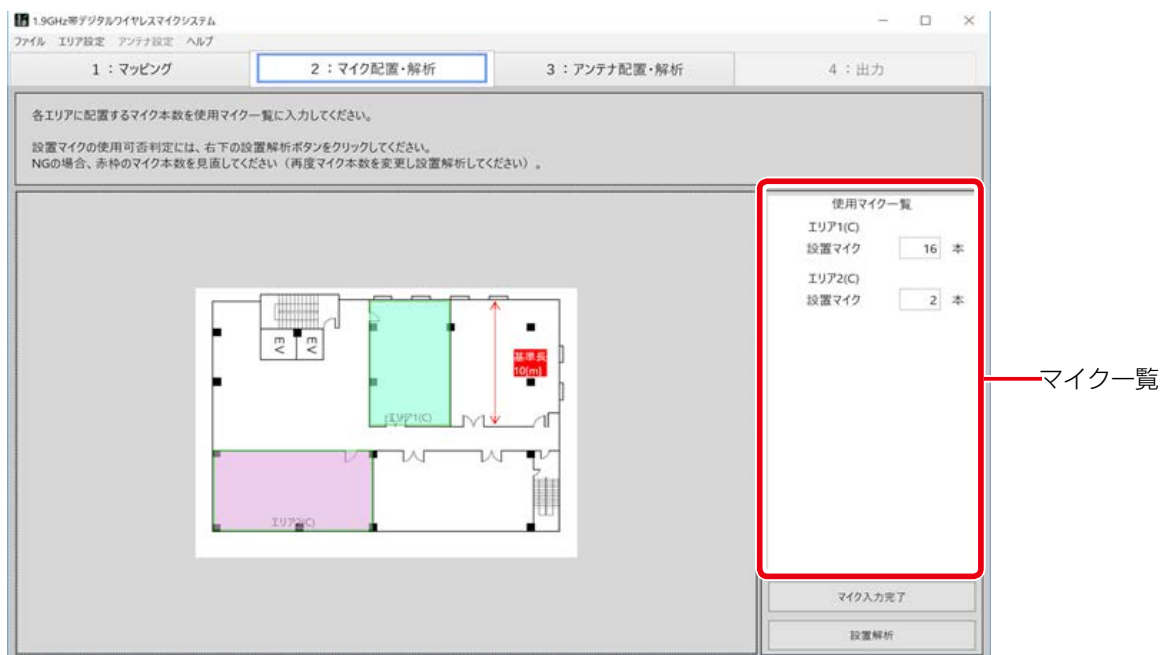 1.9GHz帯デジタルワイヤレスマイクシステム
ファイル エリア設定 アンテナ設定 ヘルプ
1：マッピング 2：マイク配置・解析 3：アンテナ配置・解析 4：出力
各エリアに配置するマイク本数を使用マイク一覧に入力してください。
設置マイクの使用可否判定には、右下の設置解析ボタンをクリックしてください。
NGの場合、赤枠のマイク本数を見直してください（再度マイク本数を変更し設置解析してください）。
使用マイク一覧
エリア1(C)
設置マイク 16 本
エリア2(C)
設置マイク 2 本
EV EV
基準長
10[m]
エリア1(C)
エリア2(C)
マイク一覧
マイク入力完了
設置解析